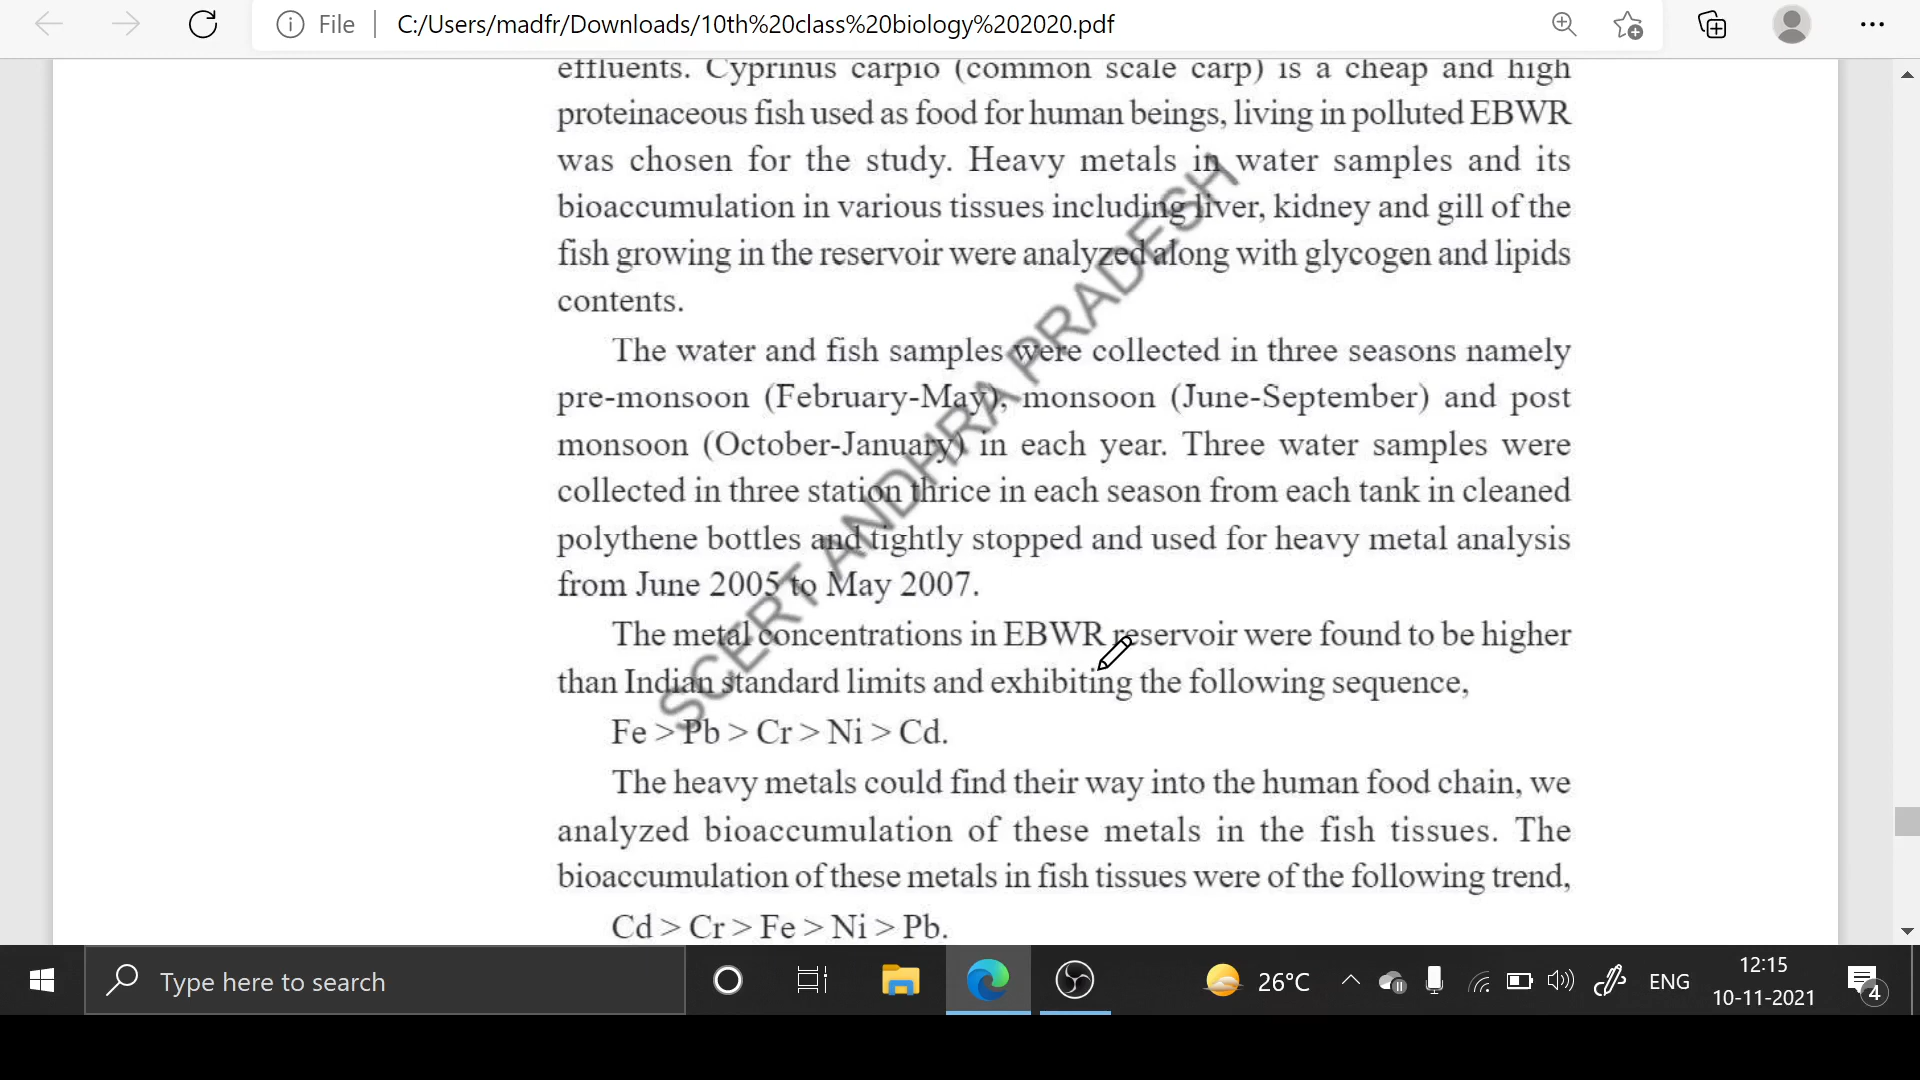 File C:/Users/madfr/Downloads/10th%20class%20biology%202020.pdf
effluents. Cyprinus carpio (common scale carp) is a cheap and high
proteinaceous fish used as food for human beings, living in polluted EBWR
was chosen for the study. Heavy metals in water samples and its
bioaccumulation in various tissues including liver, kidney and gill of the
fish growing in the reservoir were analyzed along with glycogen and lipids
contents.
The water and fish samples were collected in three seasons namely
pre-monsoon (February-May), monsoon (June-September) and post
monsoon (October-January) in each year. Three water samples were
collected in three station thrice in each season from each tank in cleaned
polythene bottles and tightly stopped and used for heavy metal analysis
from June 2005 to May 2007.
The metal concentrations in EBWR reservoir were found to be higher
than Indian standard limits and exhibiting the following sequence,
Fe > Pb > Cr > Ni > Cd.
The heavy metals could find their way into the human food chain, we
analyzed bioaccumulation of these metals in the fish tissues. The
bioaccumulation of these metals in fish tissues were of the following trend,
Cd > Cr > Fe > Ni > Pb.
SCERT ANDHRA PRADESH
Type here to search
26°C
ENG
12:15
10-11-2021
4